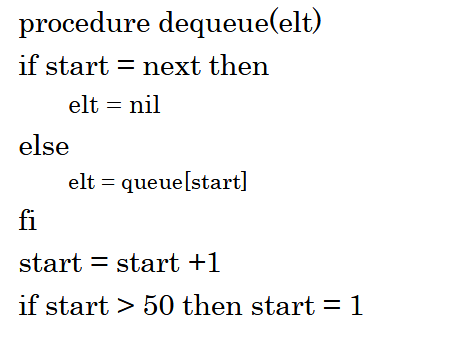 procedure dequeue(elt)
if start = next then
elt = nil
else
elt = queue[start]
fi
start = start +1
if start > 50 then start = 1